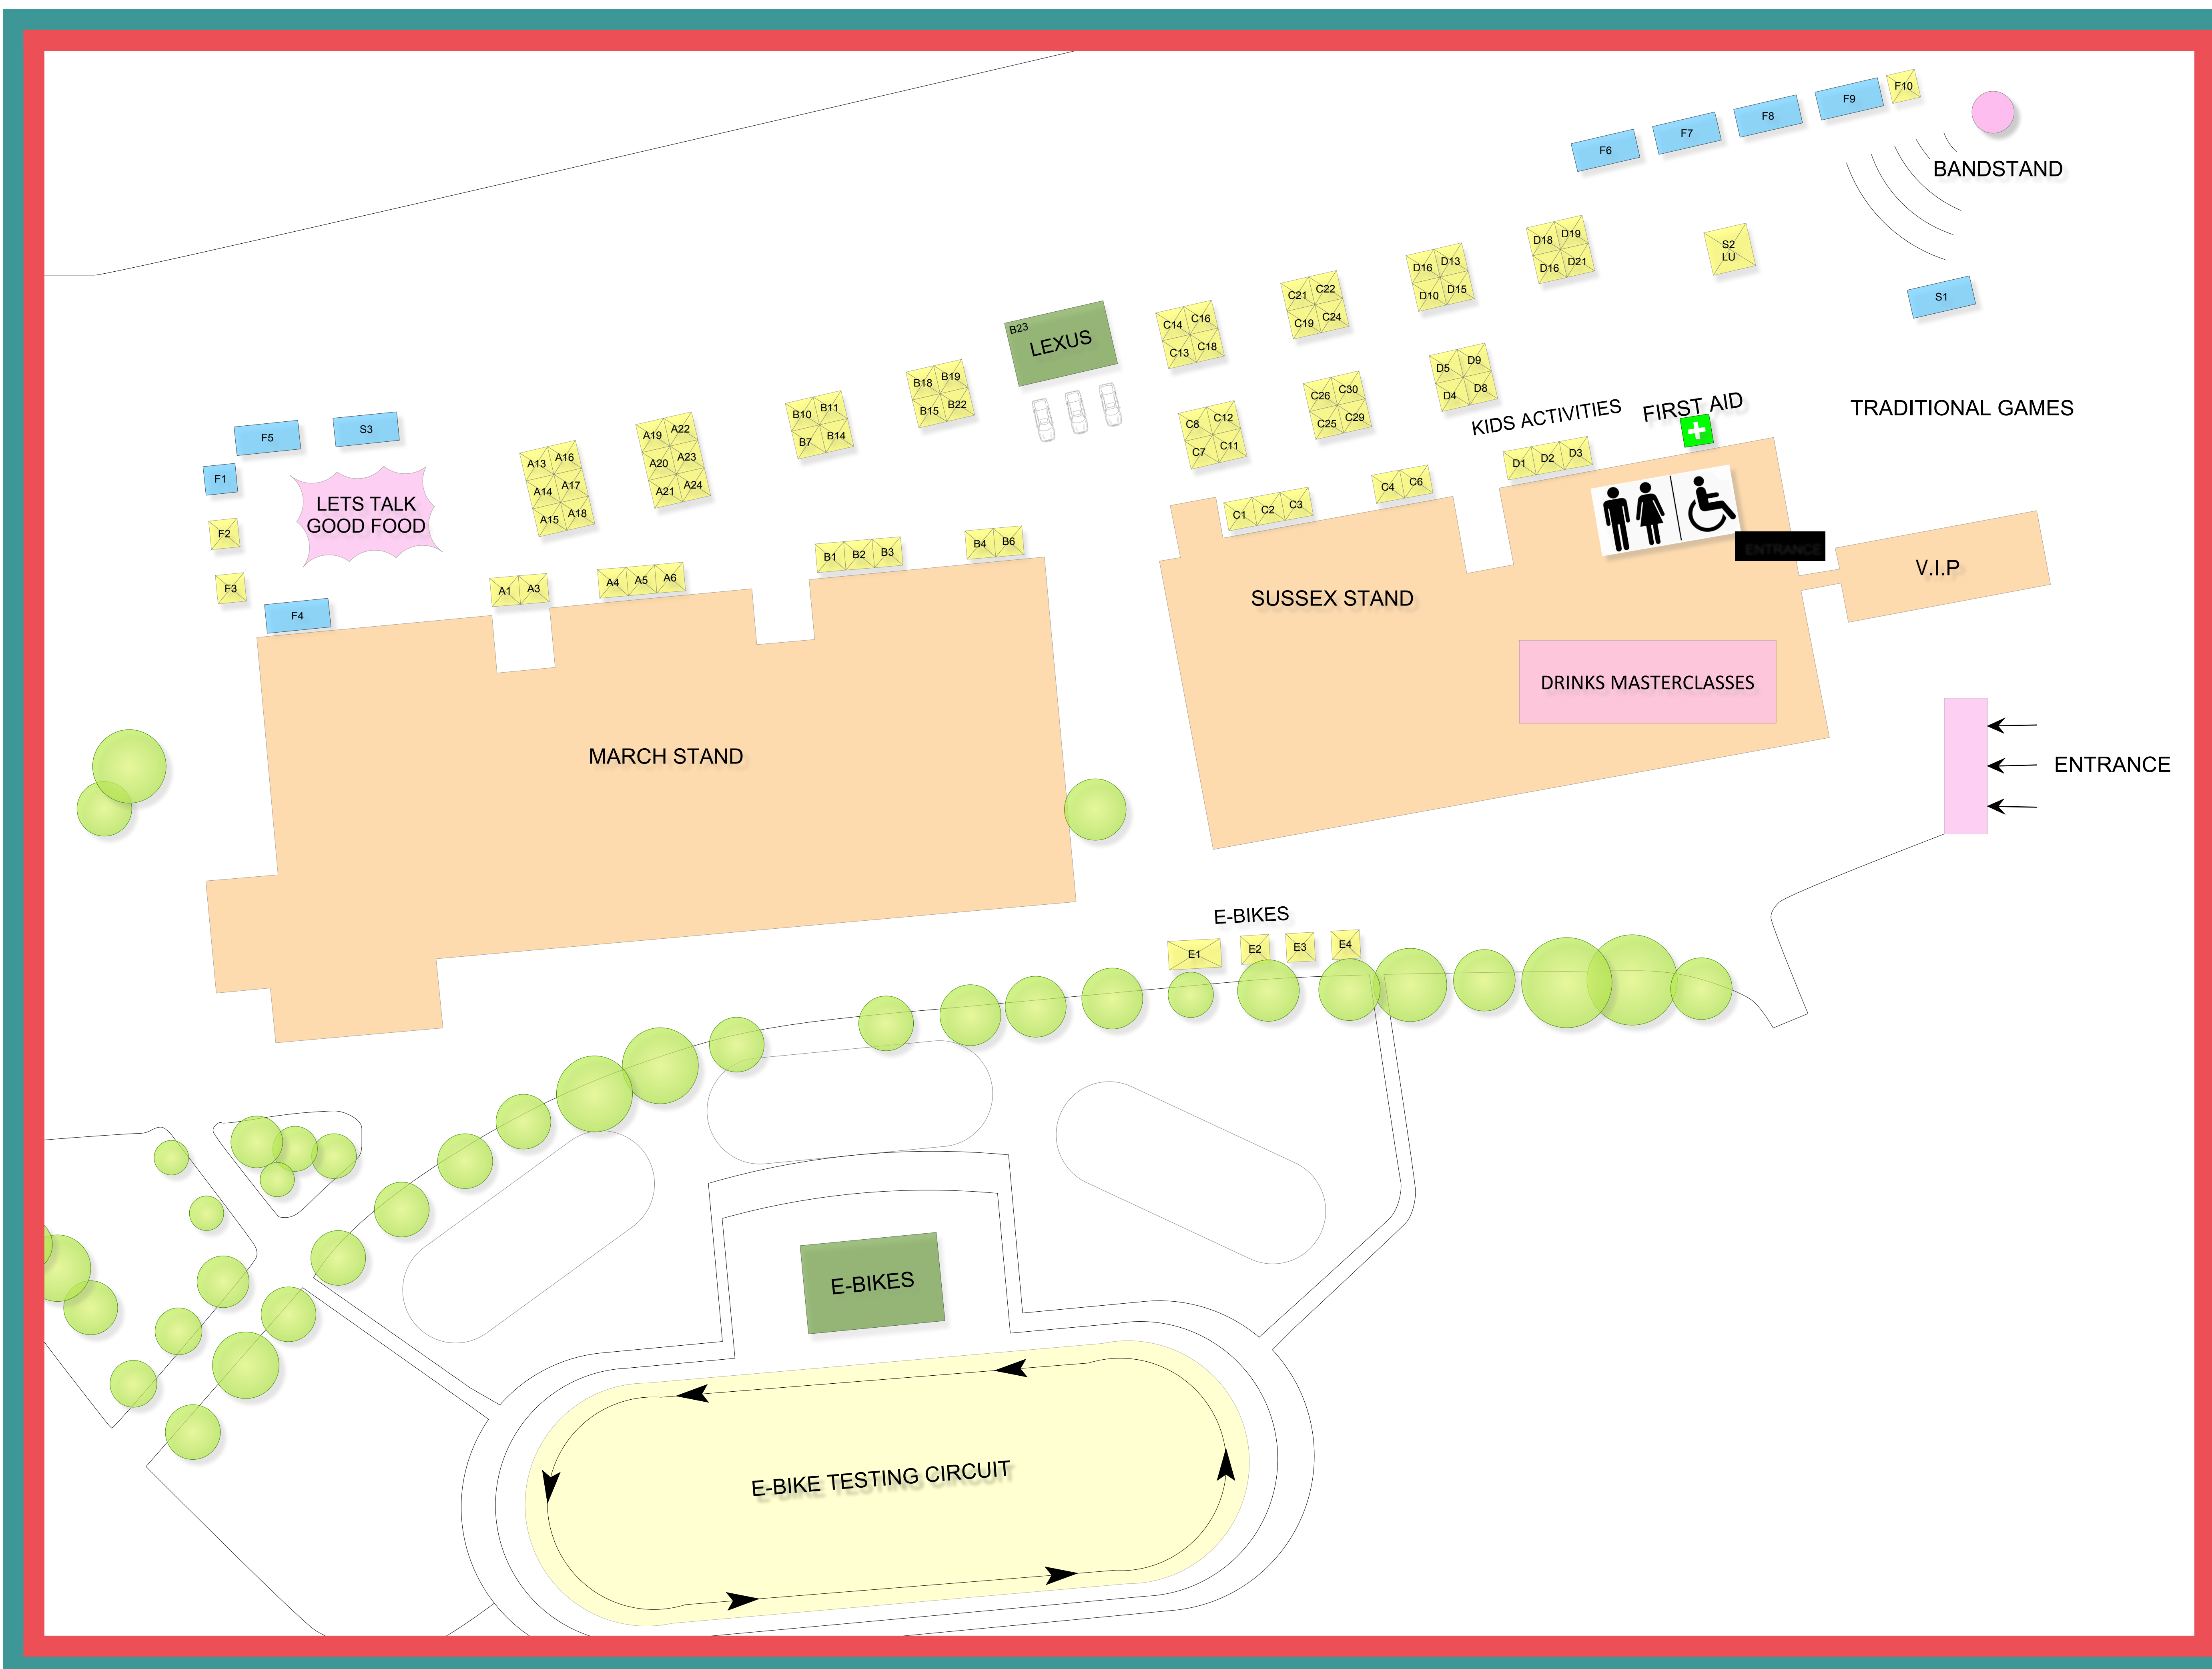 F10
F9
F8
F7
F6
BANDSTAND
S2
LU
S1
D18 D19
D16 D21
D16 D13
D10 D15
C21 C22
C19 C24
C14 C16
C13 C18
B23
LEXUS
B18 B19
B15 B22
B10 B11
B7 B14
A19 A22
A20 A23
A21 A24
A13 A16
A14 A17
A15 A18
D5 D9
D4 D8
C26 C30
C25 C29
C8 C12
C7 C11
KIDS ACTIVITIES
FIRST AID
TRADITIONAL GAMES
F5
S3
F1
LETS TALK
GOOD FOOD
F2
F3
F4
A1 A3
A4 A5 A6
B1 B2 B3
B4 B6
C1 C2 C3
C4 C6
D1 D2 D3
ENTRANCE
V.I.P
SUSSEX STAND
DRINKS MASTERCLASSES
MARCH STAND
ENTRANCE
E-BIKES
E1 E2 E3 E4
E-BIKES
E-BIKE TESTING CIRCUIT